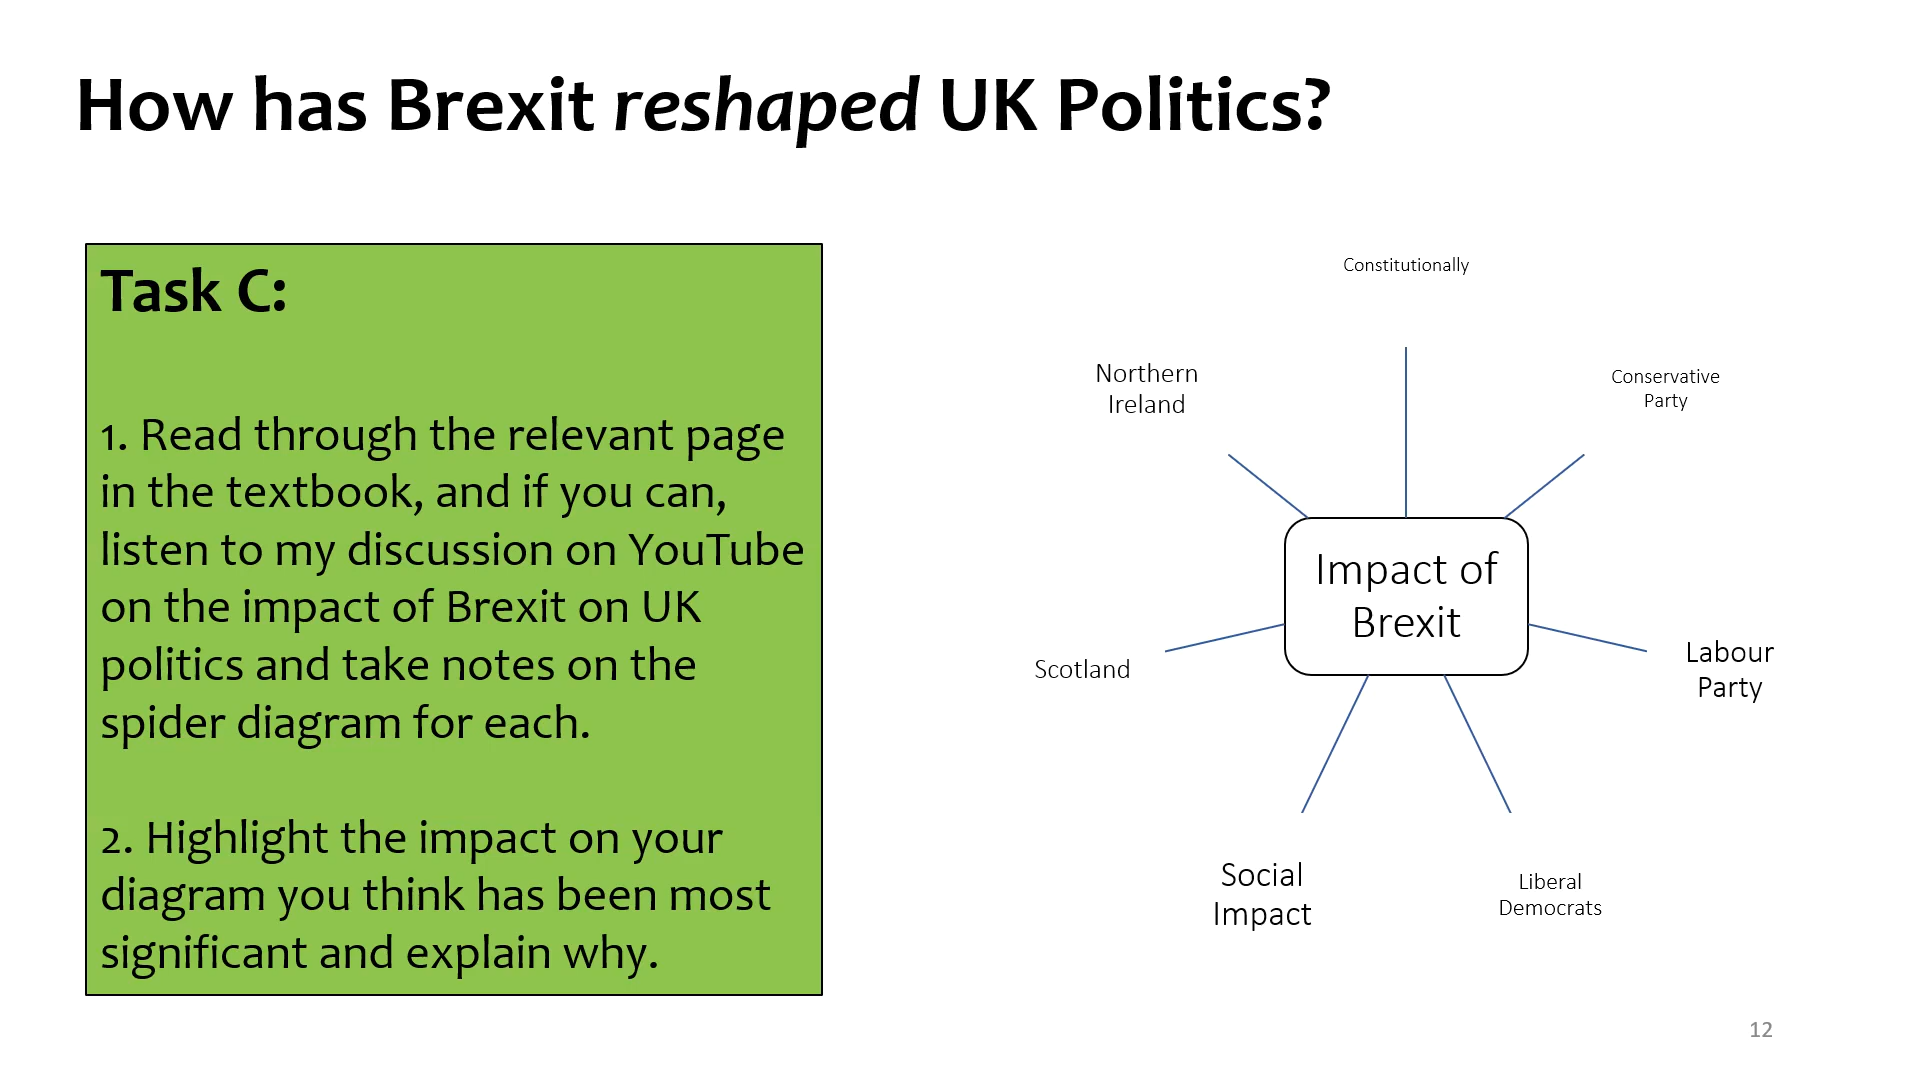 How has Brexit reshaped UK Politics?
Task C:
1. Read through the relevant page
in the textbook, and if you can,
listen to my discussion on YouTube
on the impact of Brexit on UK
politics and take notes on the
spider diagram for each.
2. Highlight the impact on your
diagram you think has been most
significant and explain why.
Constitutionally
Northern
Ireland
Conservative
Party
Impact of
Brexit
Scotland
Labour
Party
Social
Impact
Liberal
Democrats
12